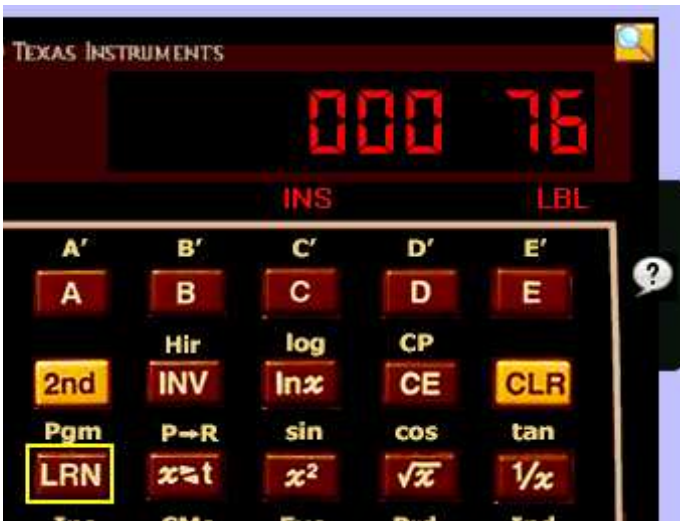 TEXAS INSTRUMENTS
000 76
INS LBL
A′ B′ C′ D′ E′
A B C D E
Hir log CP
2nd INV lnx CE CLR
Pgm P→R sin cos tan
LRN x⇆t x² √x 1/x
?